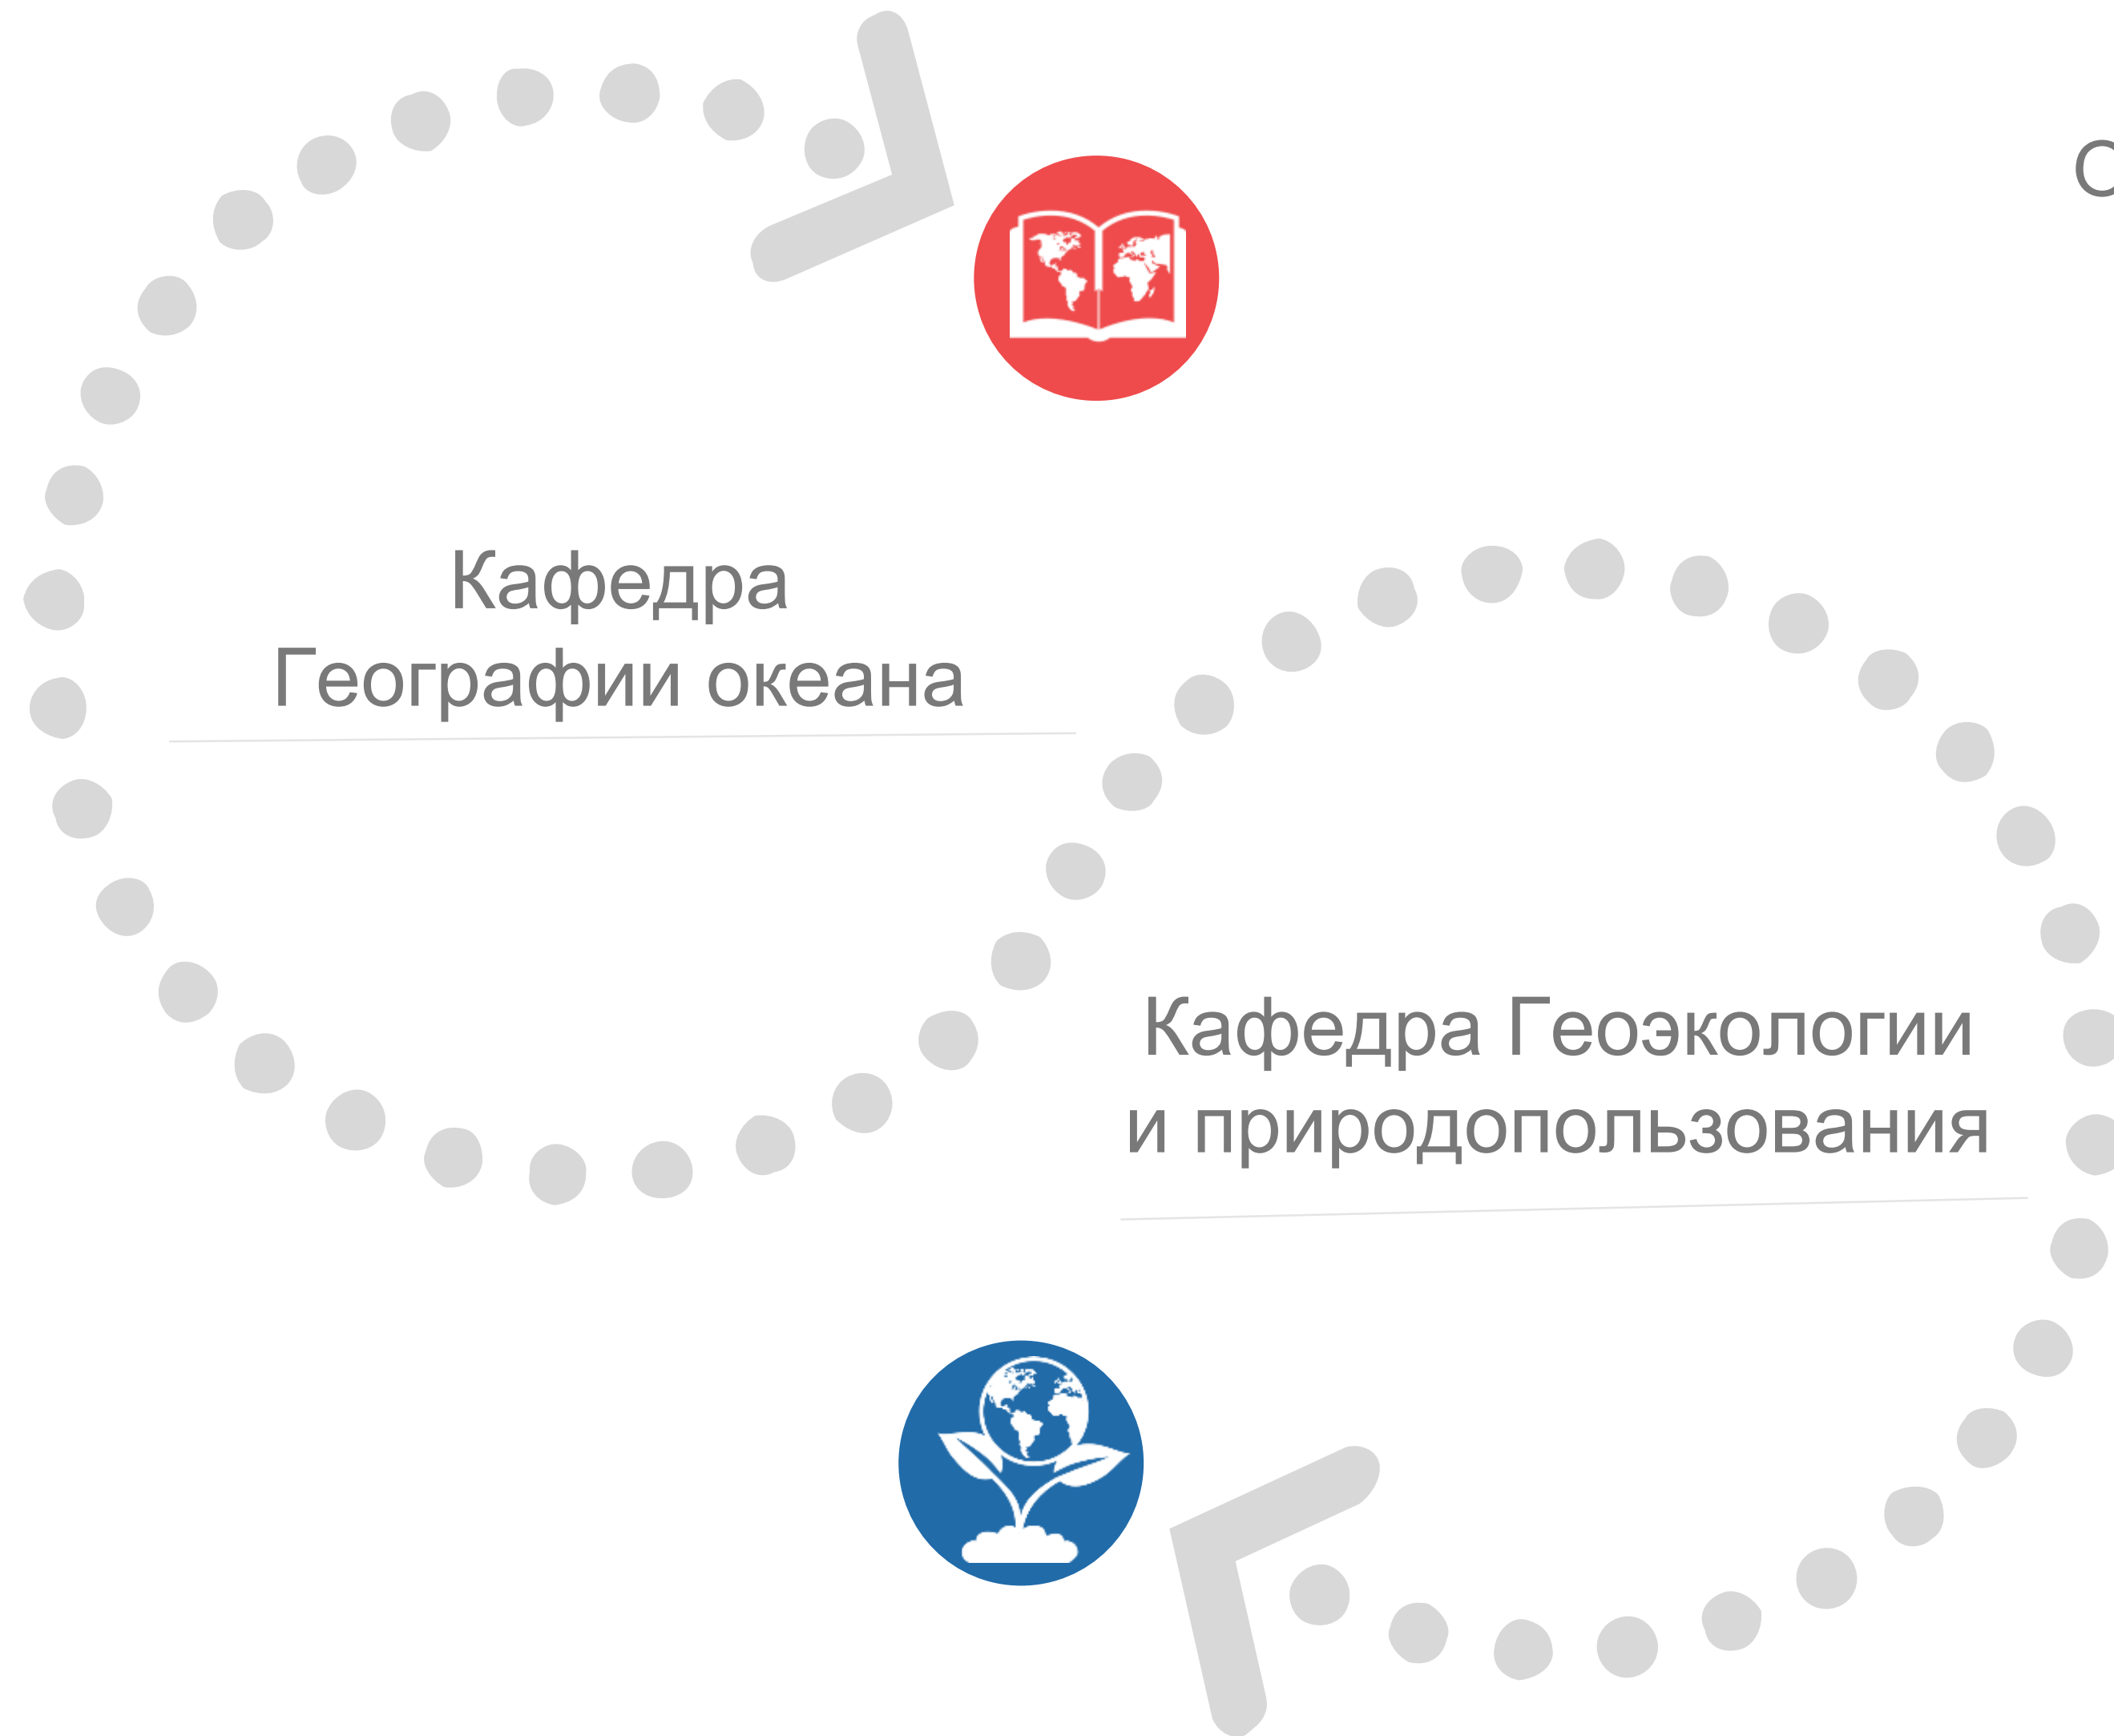 О
Кафедра
Географии океана
Кафедра Геоэкологии
и природопользования